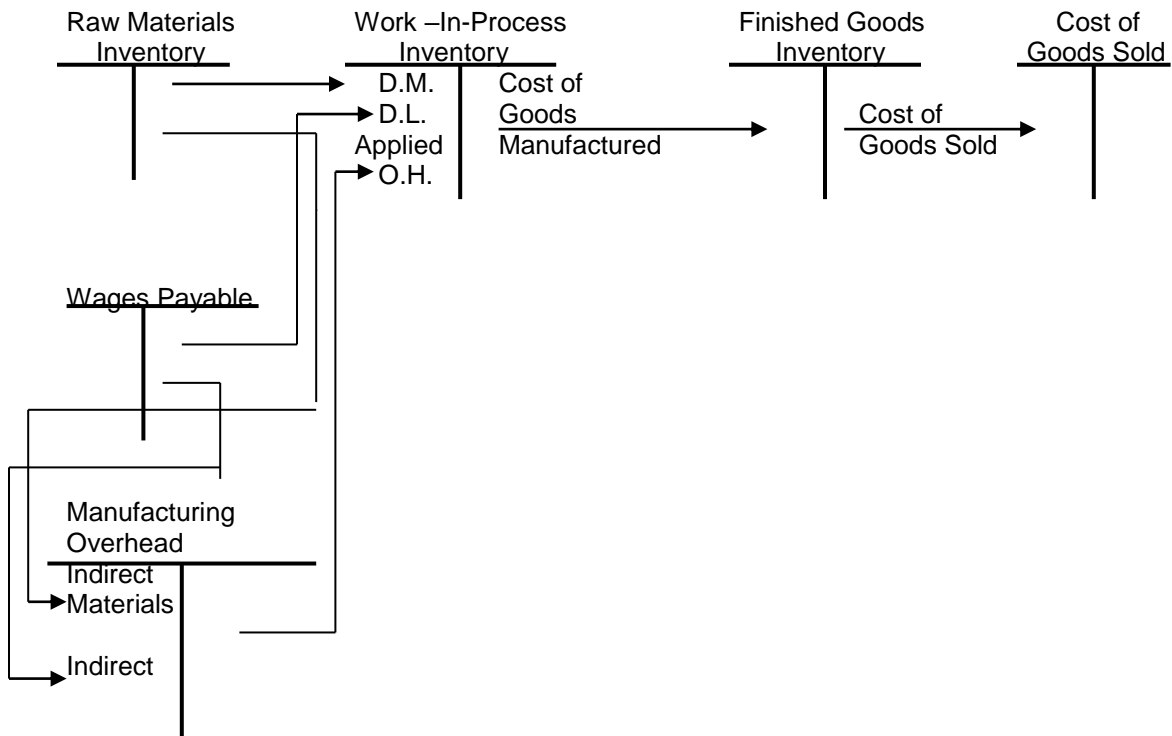 Raw Materials
Inventory
Work –In-Process
Inventory
Finished Goods
Inventory
Cost of
Goods Sold
D.M.
D.L.
Applied
O.H.
Cost of
Goods
Manufactured
Cost of
Goods Sold
Wages Payable
Manufacturing
Overhead
Indirect
Materials
Indirect